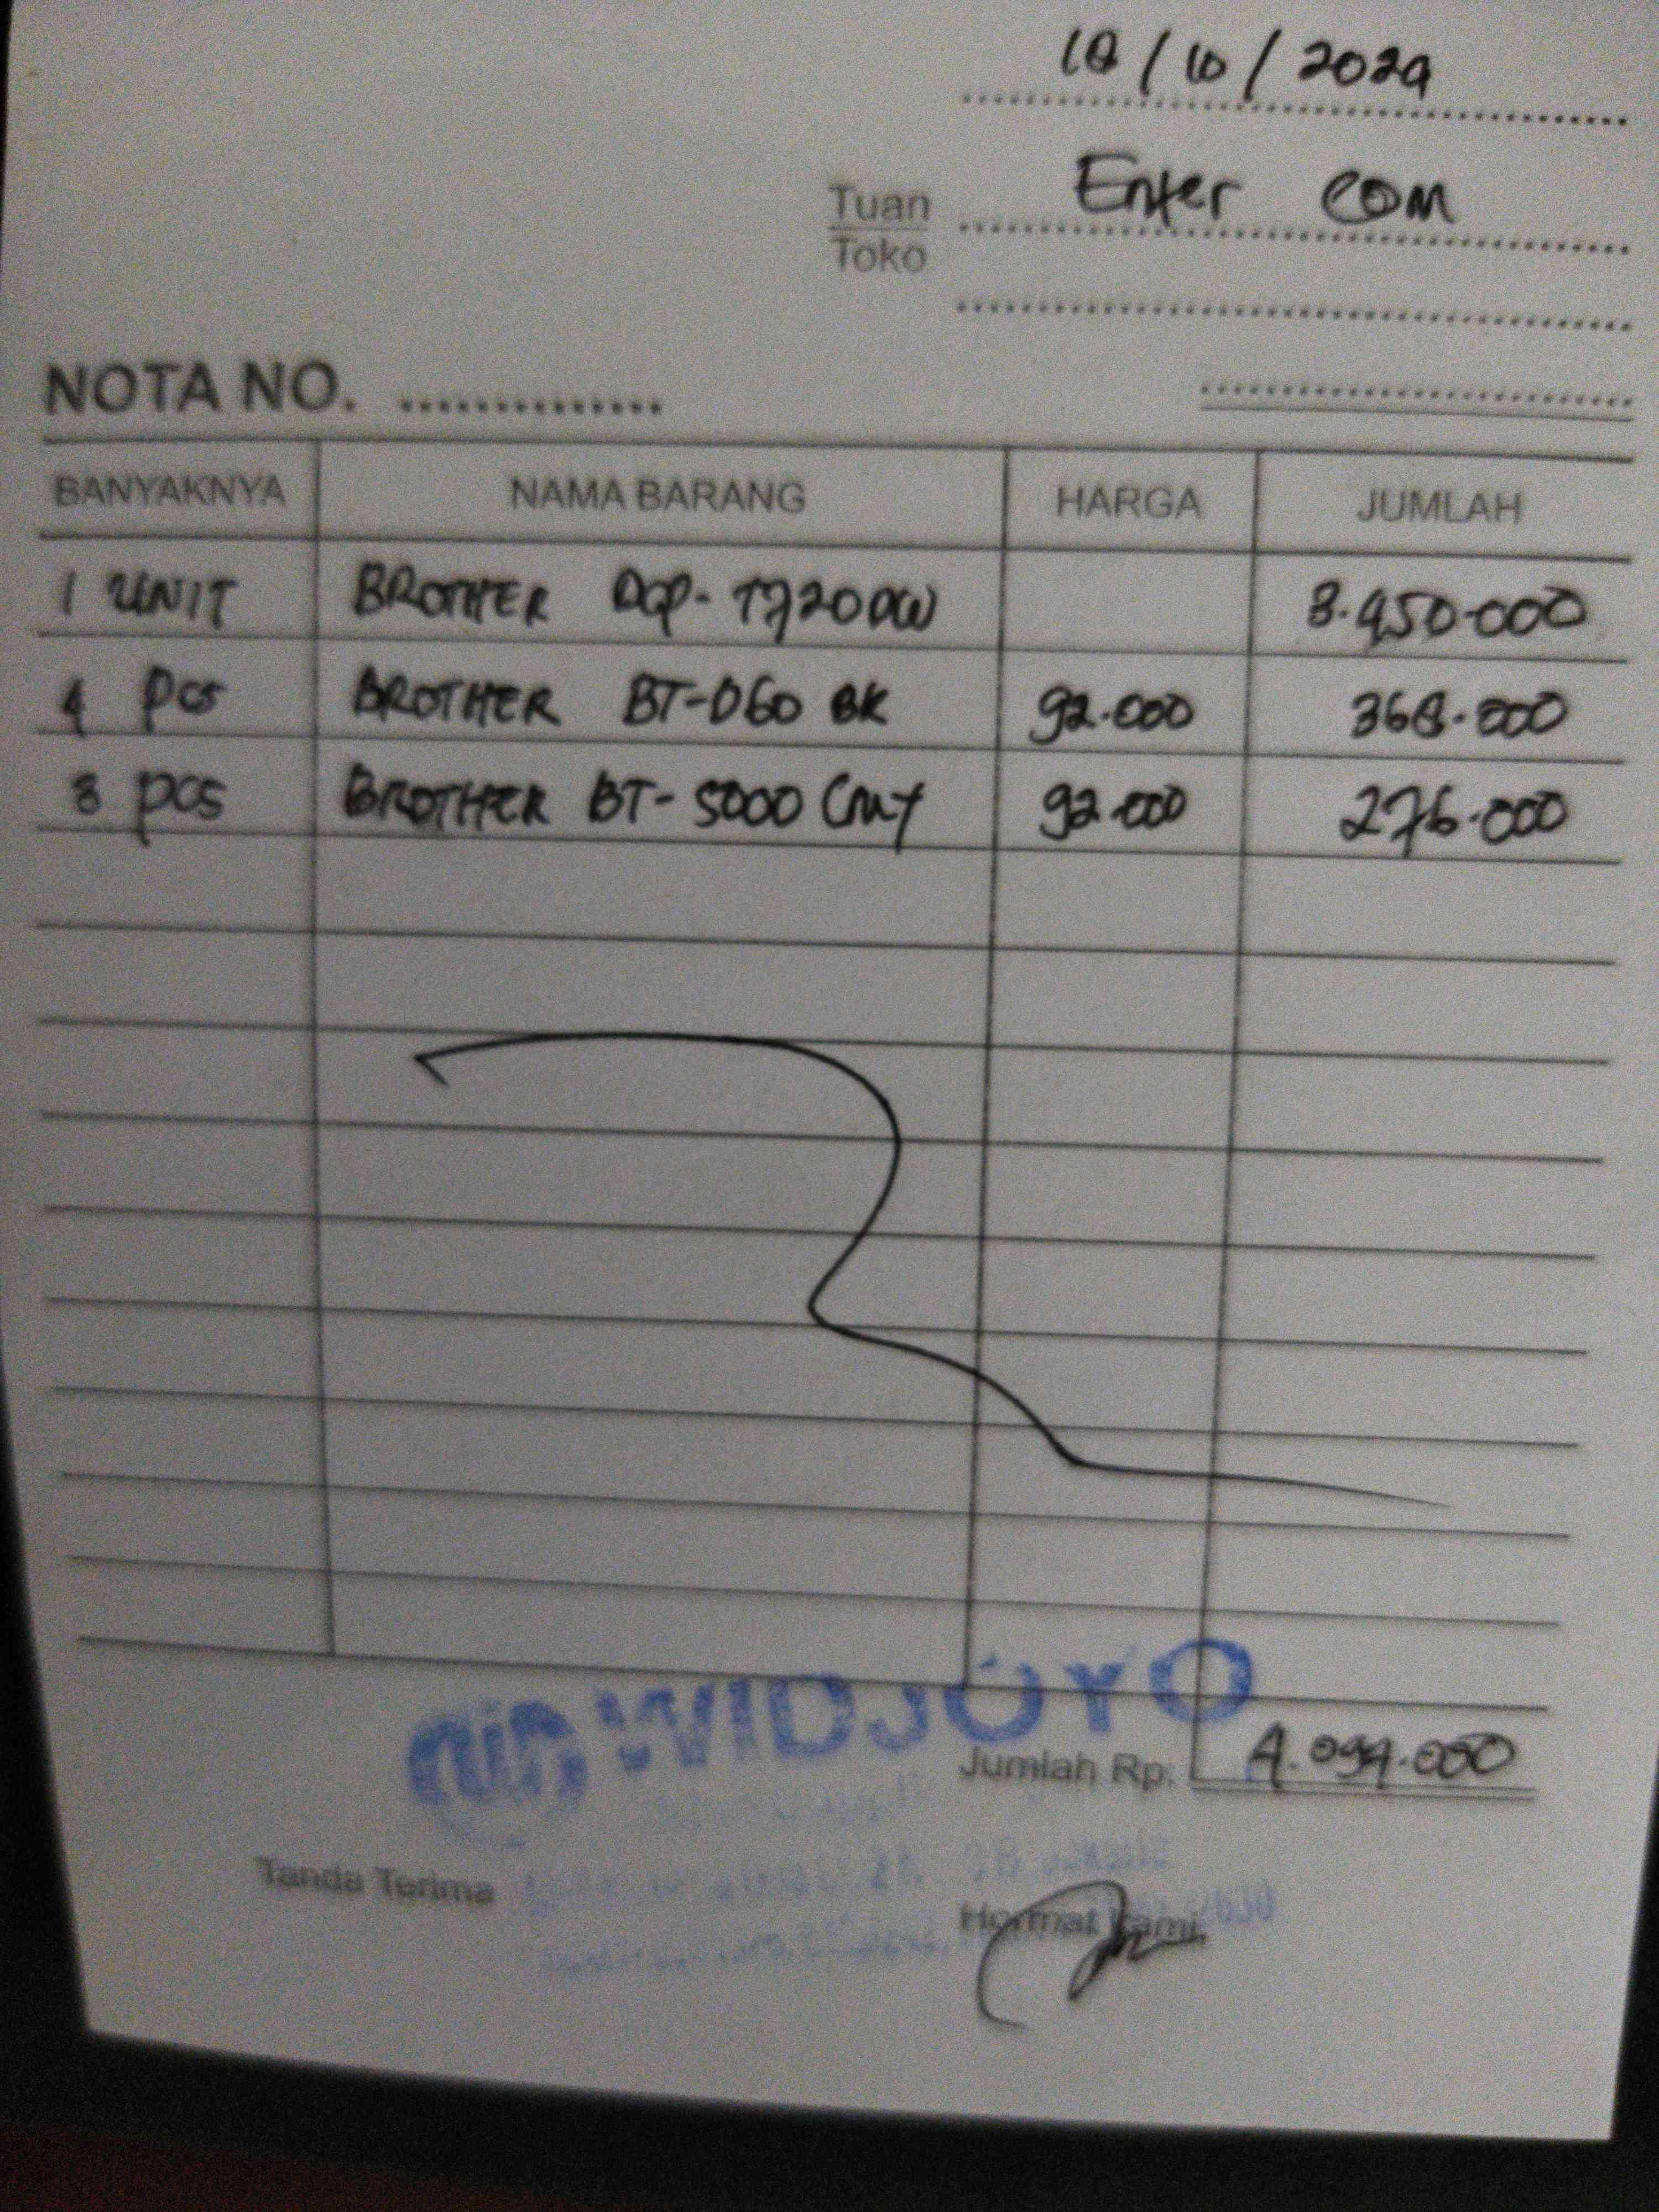 18 / 10 / 2024
Tuan
Toko
Enter Com
NOTA NO.
BANYAKNYA NAMA BARANG HARGA JUMLAH
1 UNIT BROTHER DCP-T720DW 3.450.000
4 pcs BROTHER BT-D60 BK 92.000 368.000
3 pcs BROTHER BT-5000 CMY 92.000 276.000
WIDJOYO
Jumlah Rp. 4.094.000
Tanda Terima
Hormat Kami,